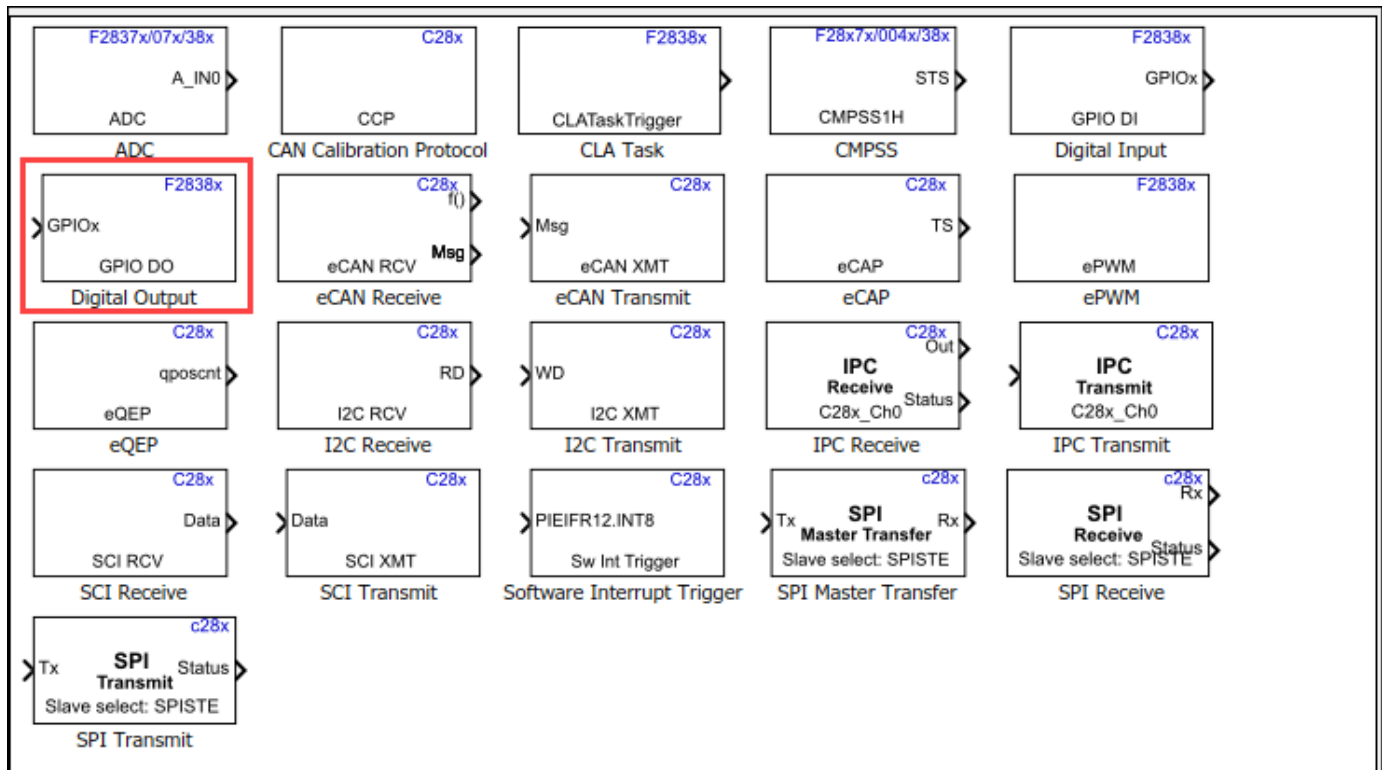 F2837x/07x/38x
A_IN0
ADC
ADC
C28x
CCP
CAN Calibration Protocol
F2838x
CLATaskTrigger
CLA Task
F28x7x/004x/38x
STS
CMPSS1H
CMPSS
F2838x
GPIOx
GPIO DI
Digital Input
F2838x
GPIOx
GPIO DO
Digital Output
C28x
f()
Msg
eCAN RCV
eCAN Receive
C28x
Msg
eCAN XMT
eCAN Transmit
C28x
TS
eCAP
eCAP
F2838x
ePWM
ePWM
C28x
qposcnt
eQEP
eQEP
C28x
RD
I2C RCV
I2C Receive
C28x
WD
I2C XMT
I2C Transmit
C28x
Out
IPC
Receive
Status
C28x_Ch0
IPC Receive
C28x
IPC
Transmit
C28x_Ch0
IPC Transmit
C28x
Data
SCI RCV
SCI Receive
C28x
Data
SCI XMT
SCI Transmit
C28x
PIEIFR12.INT8
Sw Int Trigger
Software Interrupt Trigger
c28x
Tx
SPI
Rx
Master Transfer
Slave select: SPISTE
SPI Master Transfer
c28x
Rx
SPI
Receive
Status
Slave select: SPISTE
SPI Receive
c28x
Tx
SPI
Status
Transmit
Slave select: SPISTE
SPI Transmit